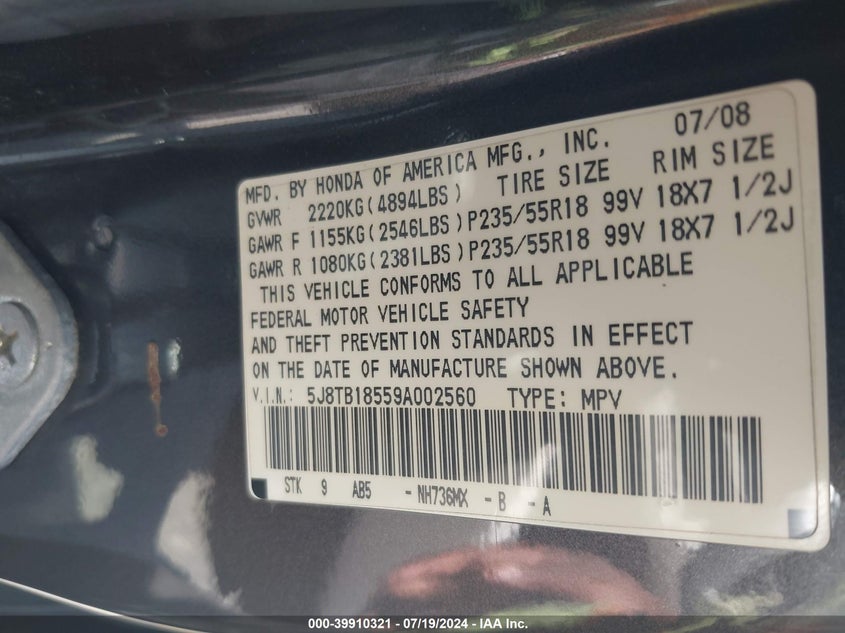 07/08
MFD. BY HONDA OF AMERICA MFG., INC.
GVWR 2220KG(4894LBS) TIRE SIZE RIM SIZE
GAWR F 1155KG(2546LBS)P235/55R18 99V 18X7 1/2J
GAWR R 1080KG(2381LBS)P235/55R18 99V 18X7 1/2J
THIS VEHICLE CONFORMS TO ALL APPLICABLE
FEDERAL MOTOR VEHICLE SAFETY
AND THEFT PREVENTION STANDARDS IN EFFECT
ON THE DATE OF MANUFACTURE SHOWN ABOVE.
V.I.N.: 5J8TB18559A002560 TYPE: MPV
STK 9 AB5 -NH736MX -B -A
000-39910321 / 07/19/2024 - IAA Inc.